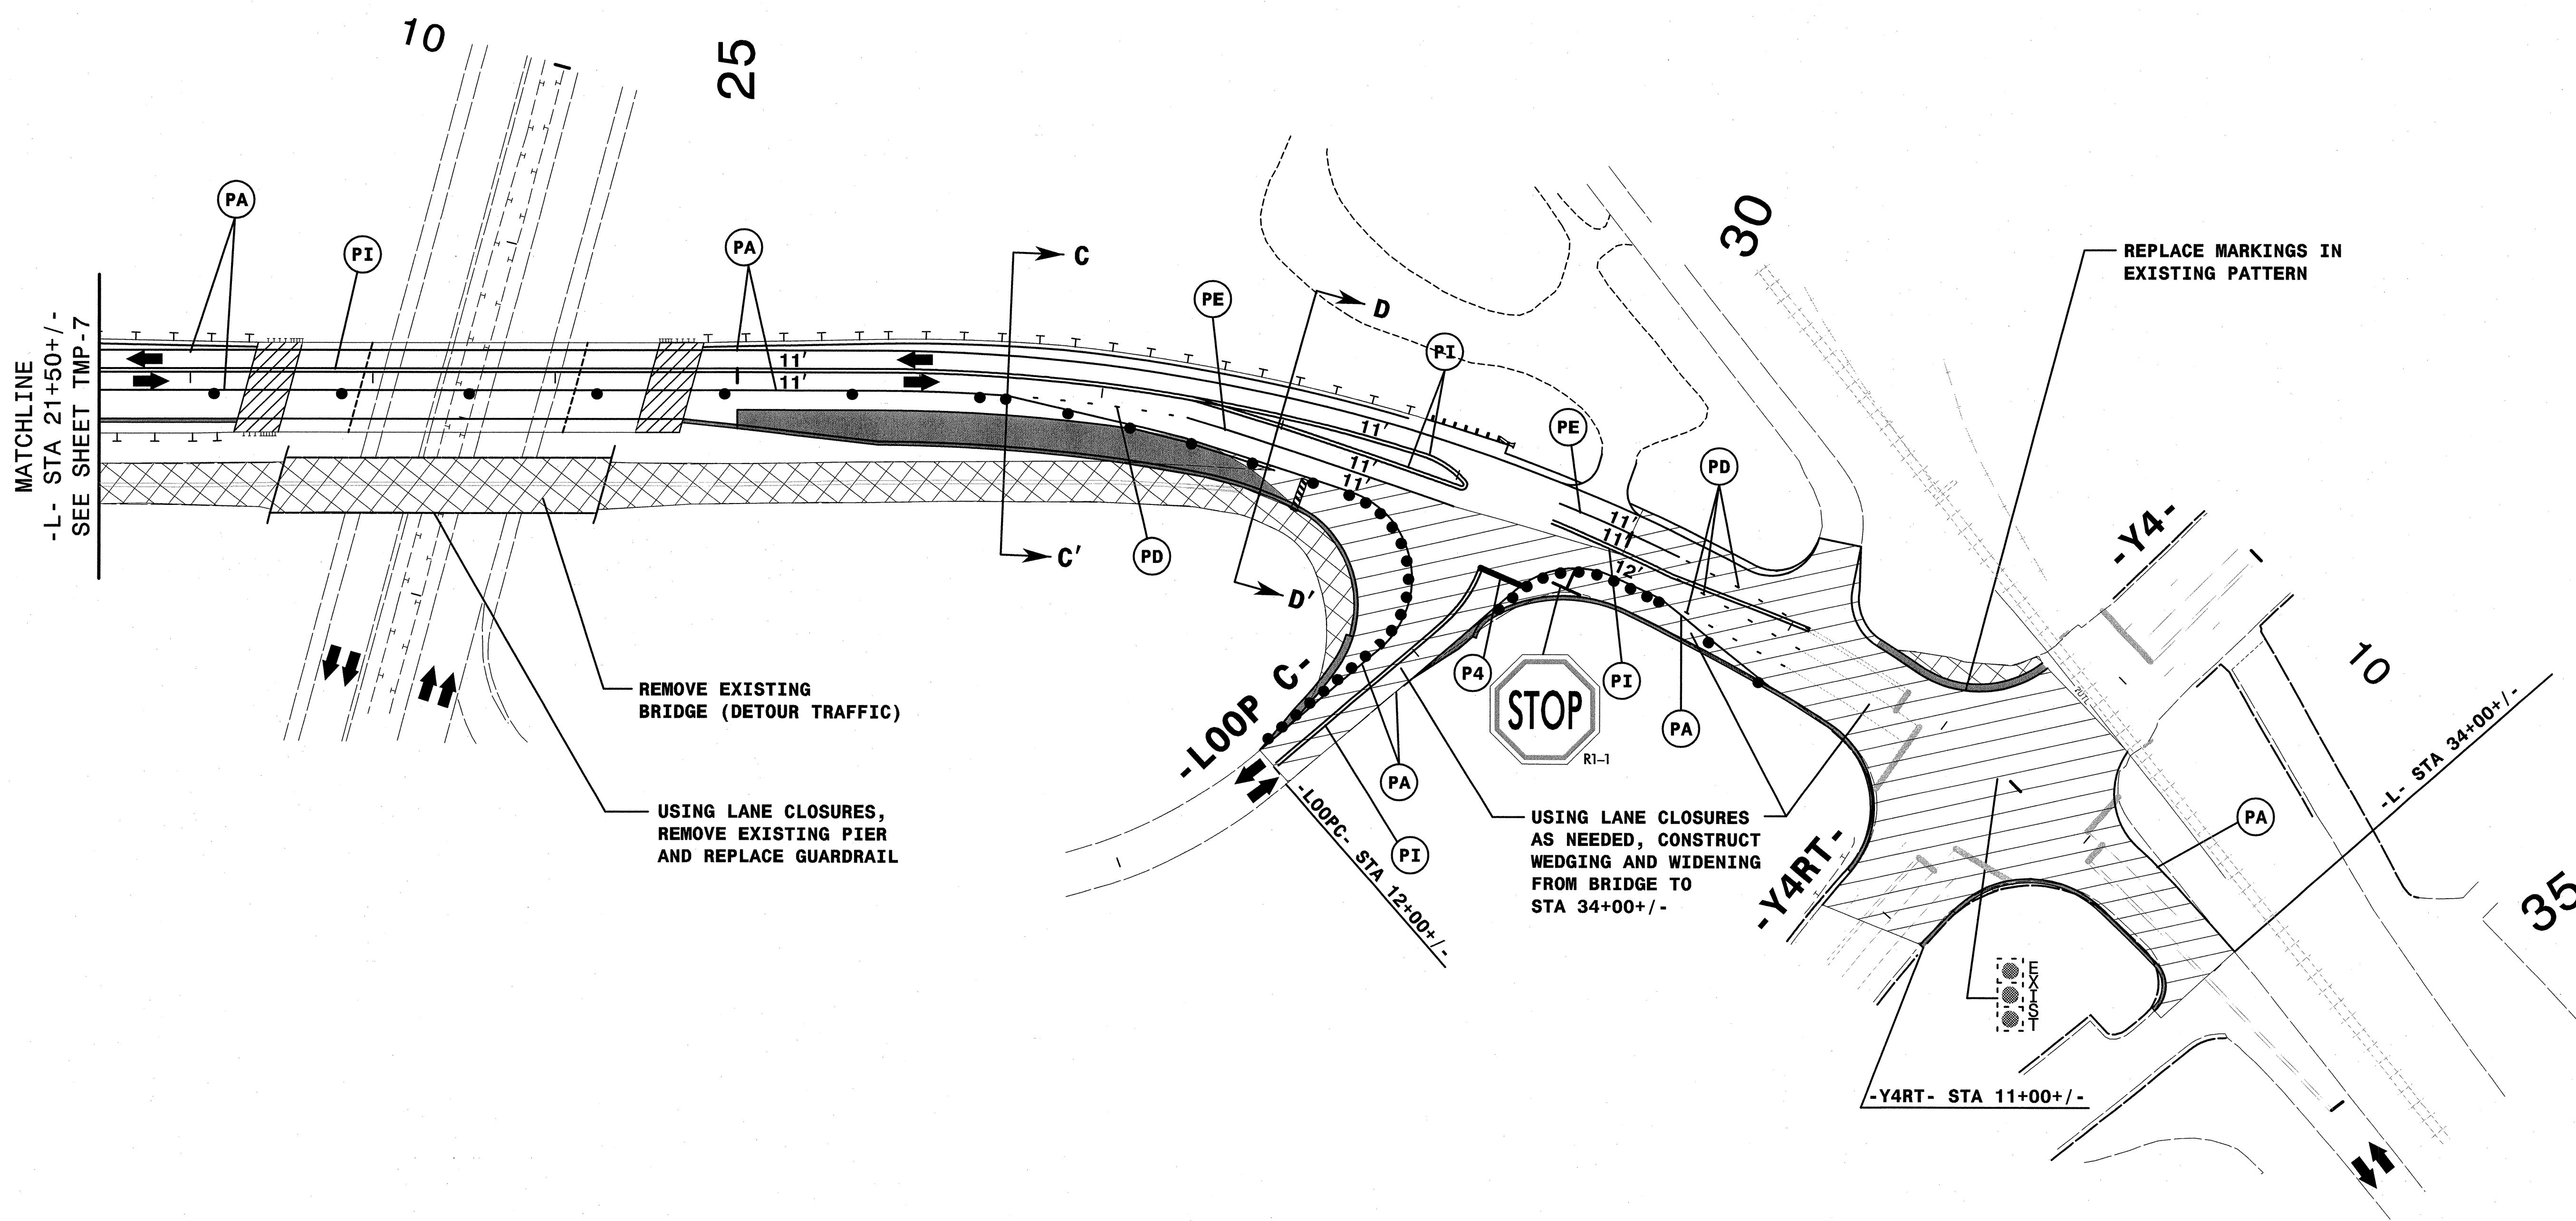 10
25
30
PA
PI
PA
C
PE
D
PI
PE
PD
REPLACE MARKINGS IN
EXISTING PATTERN
MATCHLINE
-L- STA 21+50+/-
SEE SHEET TMP-7
11'
11'
11'
11'
11'
11'
11'
12'
C'
PD
D'
-Y4-
10
REMOVE EXISTING
BRIDGE (DETOUR TRAFFIC)
-LOOP C-
P4
STOP
R1-1
PI
PA
PA
PI
-LOOPC- STA 12+00+/-
USING LANE CLOSURES,
REMOVE EXISTING PIER
AND REPLACE GUARDRAIL
USING LANE CLOSURES
AS NEEDED, CONSTRUCT
WEDGING AND WIDENING
FROM BRIDGE TO
STA 34+00+/-
-Y4RT-
PA
-L- STA 34+00+/-
35
EXIST
-Y4RT- STA 11+00+/-